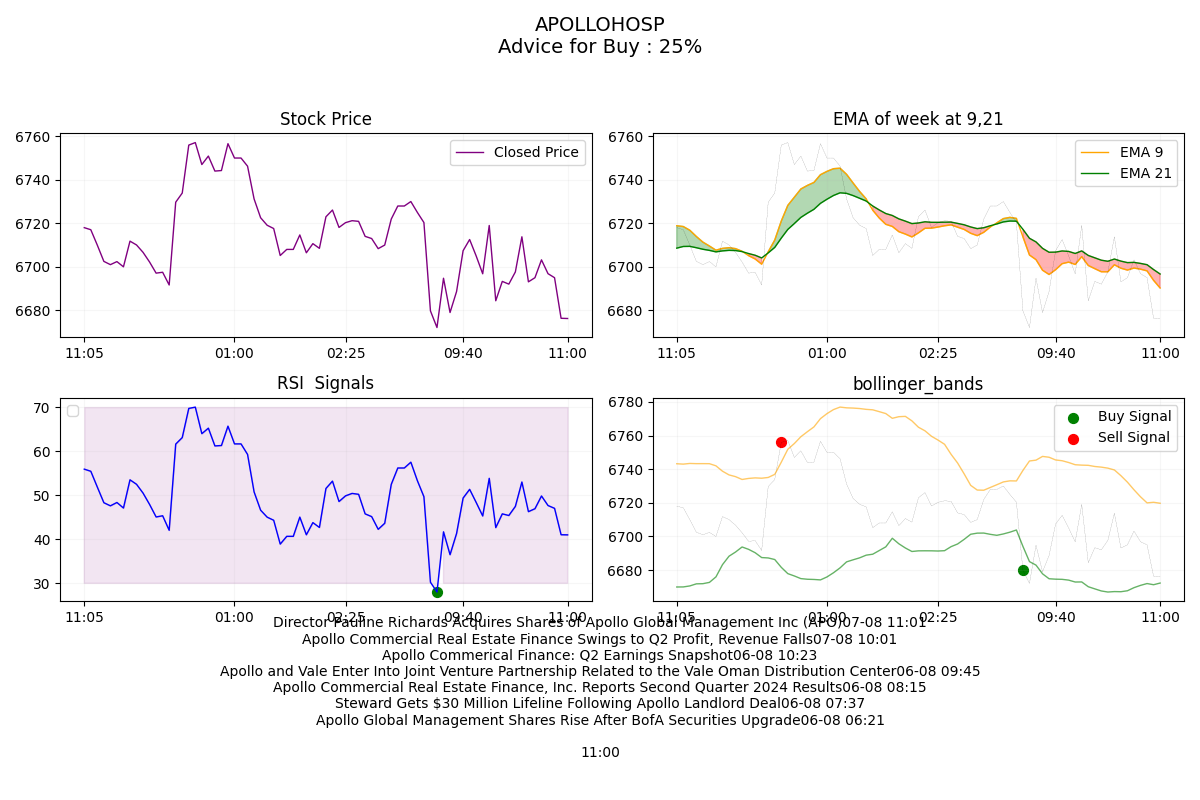 APOLLOHOSP
Advice for Buy : 25%
Stock Price
6760
6740
6720
6700
6680
Closed Price
11:05
01:00
02:25
09:40
11:00
EMA of week at 9,21
6760
6740
6720
6700
6680
EMA 9
EMA 21
11:05
01:00
02:25
09:40
11:00
RSI  Signals
70
60
50
40
30
11:05
01:00
02:25
09:40
11:00
bollinger_bands
6780
6760
6740
6720
6700
6680
Buy Signal
Sell Signal
11:05
01:00
02:25
09:40
11:00
Director Pauline Richards Acquires Shares of Apollo Global Management Inc (APO)07-08 11:01
Apollo Commercial Real Estate Finance Swings to Q2 Profit, Revenue Falls07-08 10:01
Apollo Commerical Finance: Q2 Earnings Snapshot06-08 10:23
Apollo and Vale Enter Into Joint Venture Partnership Related to the Vale Oman Distribution Center06-08 09:45
Apollo Commercial Real Estate Finance, Inc. Reports Second Quarter 2024 Results06-08 08:15
Steward Gets $30 Million Lifeline Following Apollo Landlord Deal06-08 07:37
Apollo Global Management Shares Rise After BofA Securities Upgrade06-08 06:21
11:00